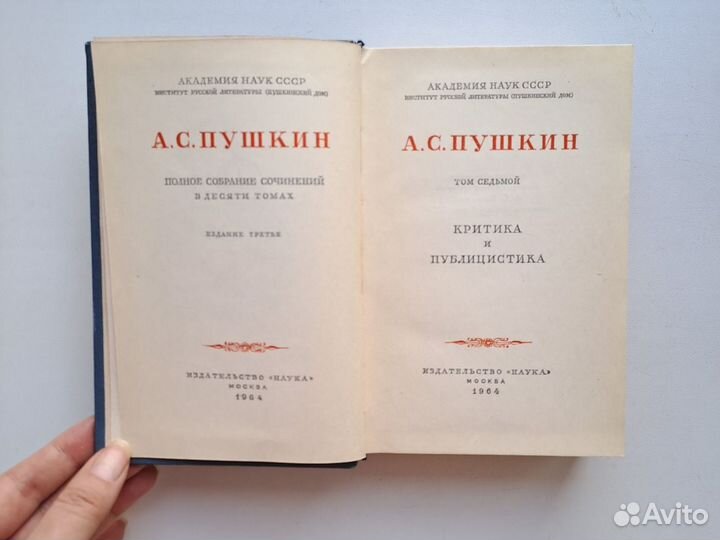 АКАДЕМИЯ НАУК СССР
ИНСТИТУТ РУССКОЙ ЛИТЕРАТУРЫ (ПУШКИНСКИЙ ДОМ)
А.С.ПУШКИН
ПОЛНОЕ СОБРАНИЕ СОЧИНЕНИЙ
В ДЕСЯТИ ТОМАХ
ИЗДАНИЕ ТРЕТЬЕ
ИЗДАТЕЛЬСТВО «НАУКА»
МОСКВА
1964
АКАДЕМИЯ НАУК СССР
ИНСТИТУТ РУССКОЙ ЛИТЕРАТУРЫ (ПУШКИНСКИЙ ДОМ)
А.С.ПУШКИН
ТОМ СЕДЬМОЙ
КРИТИКА
И
ПУБЛИЦИСТИКА
ИЗДАТЕЛЬСТВО «НАУКА»
МОСКВА
1964
Avito